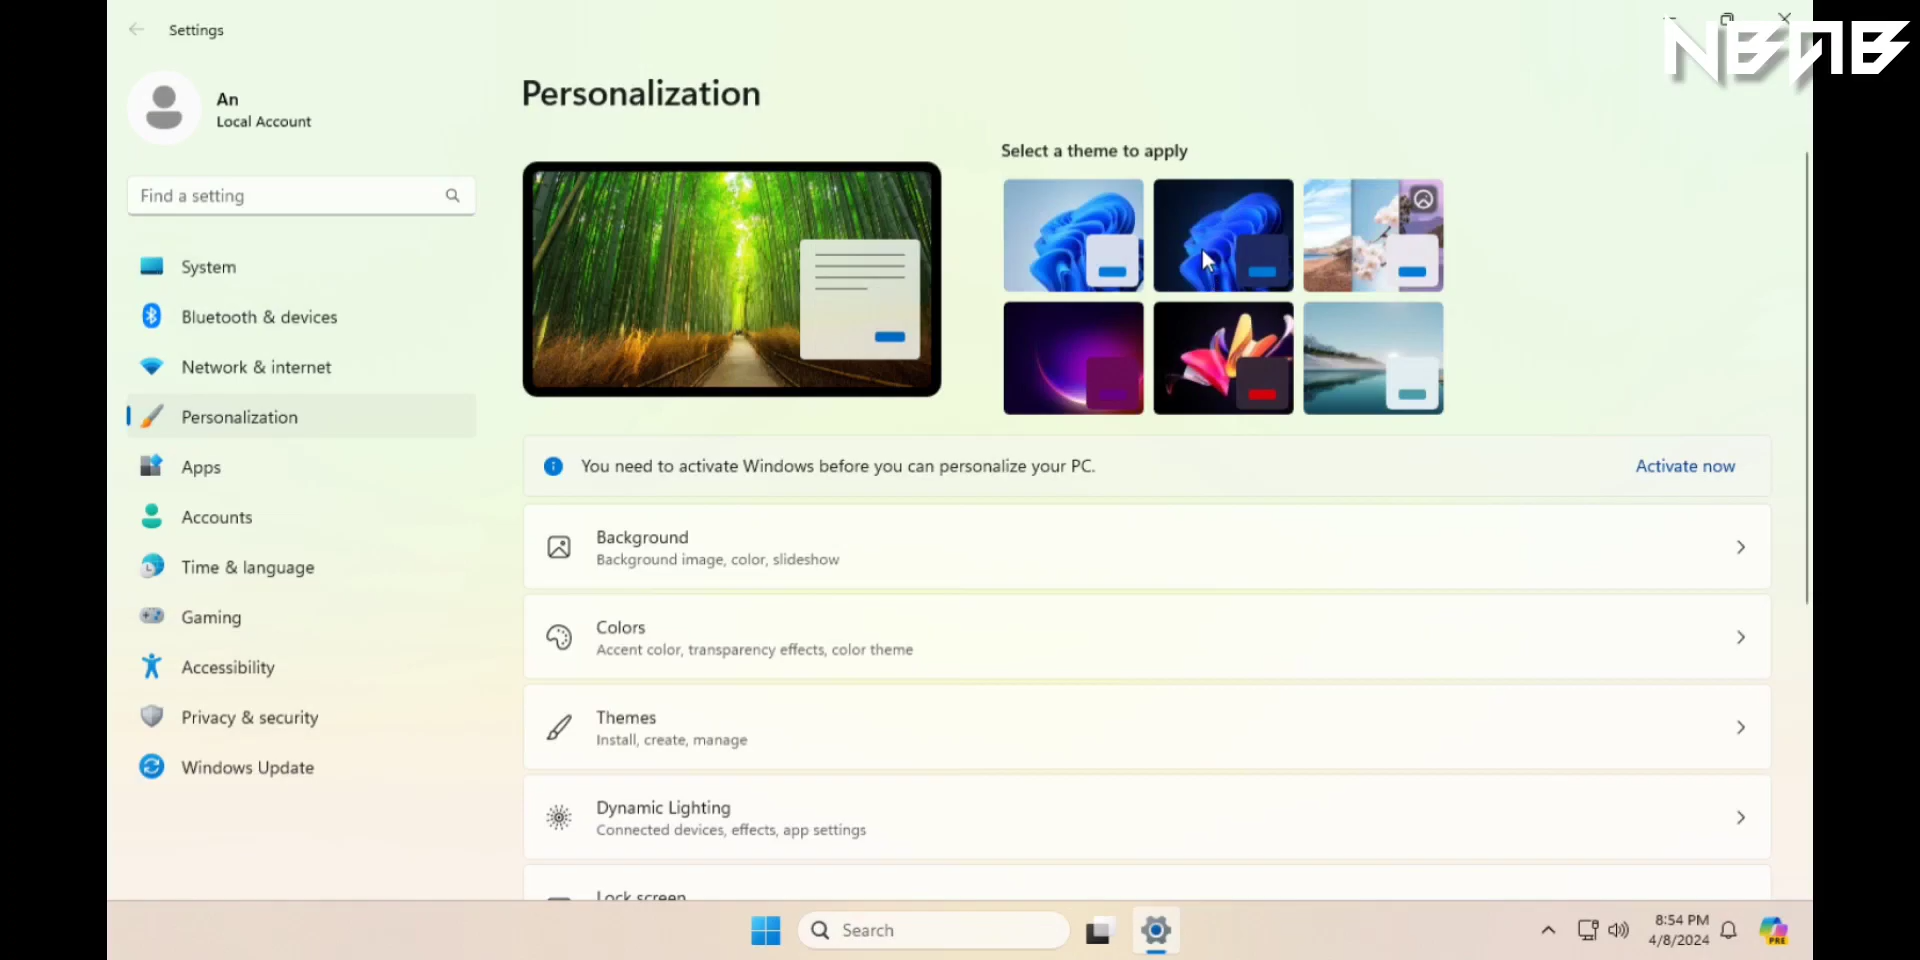 Settings
NBAB
An
Local Account
Find a setting
System
Bluetooth & devices
Network & internet
Personalization
Apps
Accounts
Time & language
Gaming
Accessibility
Privacy & security
Windows Update
Personalization
Select a theme to apply
You need to activate Windows before you can personalize your PC.
Activate now
Background
Background image, color, slideshow
Colors
Accent color, transparency effects, color theme
Themes
Install, create, manage
Dynamic Lighting
Connected devices, effects, app settings
Lock screen
Search
8:54 PM
4/8/2024
PRE